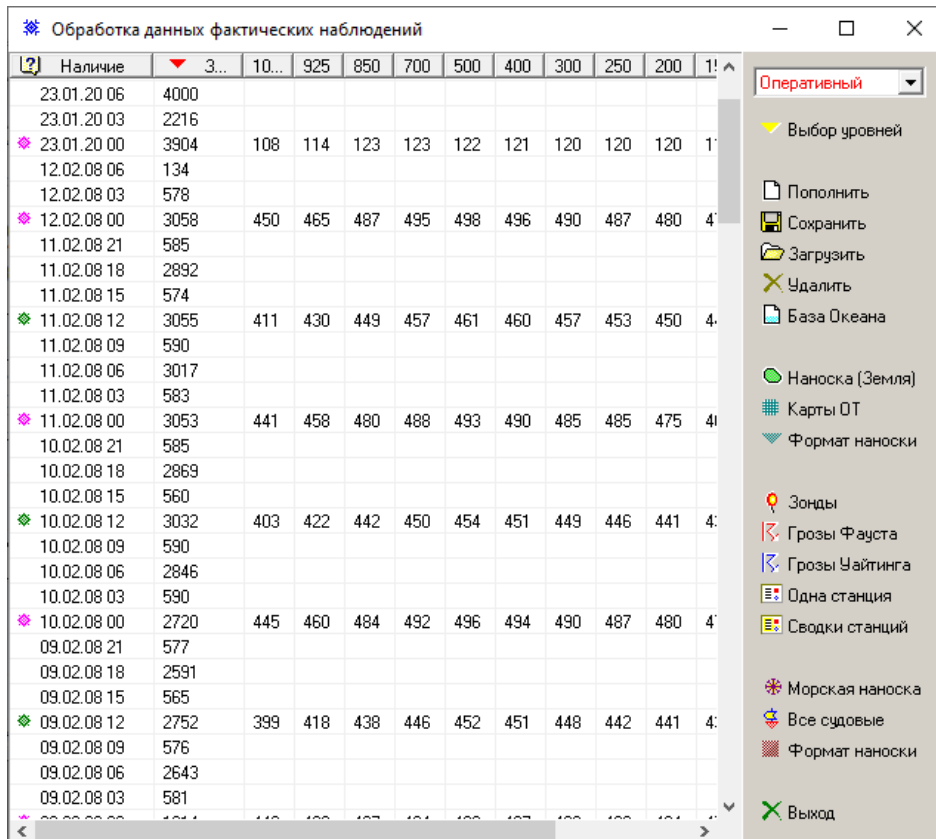 Обработка данных фактических наблюдений
Наличие З... 10... 925 850 700 500 400 300 250 200
23.01.20 06 4000
23.01.20 03 2216
23.01.20 00 3904 108 114 123 123 122 121 120 120 120
12.02.08 06 134
12.02.08 03 578
12.02.08 00 3058 450 465 487 495 498 496 490 487 480
11.02.08 21 585
11.02.08 18 2892
11.02.08 15 574
11.02.08 12 3055 411 430 449 457 461 460 457 453 450
11.02.08 09 590
11.02.08 06 3017
11.02.08 03 583
11.02.08 00 3053 441 458 480 488 493 490 485 485 475
10.02.08 21 585
10.02.08 18 2869
10.02.08 15 560
10.02.08 12 3032 403 422 442 450 454 451 449 446 441
10.02.08 09 590
10.02.08 06 2846
10.02.08 03 590
10.02.08 00 2720 445 460 484 492 496 494 490 487 480
09.02.08 21 577
09.02.08 18 2591
09.02.08 15 565
09.02.08 12 2752 399 418 438 446 452 451 448 442 441
09.02.08 09 576
09.02.08 06 2643
09.02.08 03 581
Оперативный
Выбор уровней
Пополнить
Сохранить
Загрузить
Удалить
База Океана
Наноска (Земля)
Карты ОТ
Формат наноски
Зонды
Грозы Фауста
Грозы Уайтинга
Одна станция
Сводки станций
Морская наноска
Все судовые
Формат наноски
Выход